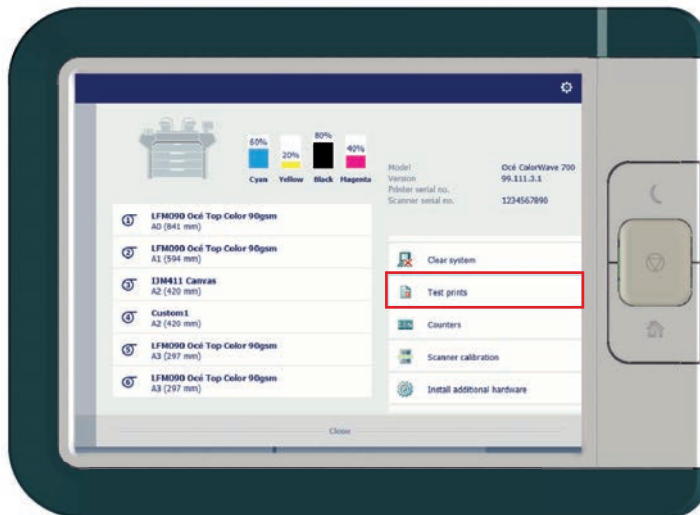 60%
20%
80%
40%
Cyan
Yellow
Black
Magenta
Model
Océ ColorWave 700
Version
99.111.3.1
Printer serial no.
Scanner serial no.
1234567890
1
LFM090 Océ Top Color 90gsm
A0 (841 mm)
2
LFM090 Océ Top Color 90gsm
A1 (594 mm)
3
IJM411 Canvas
A2 (420 mm)
4
Custom1
A2 (420 mm)
5
LFM090 Océ Top Color 90gsm
A3 (297 mm)
6
LFM090 Océ Top Color 90gsm
A3 (297 mm)
Clear system
Test prints
Counters
Scanner calibration
Install additional hardware
Close